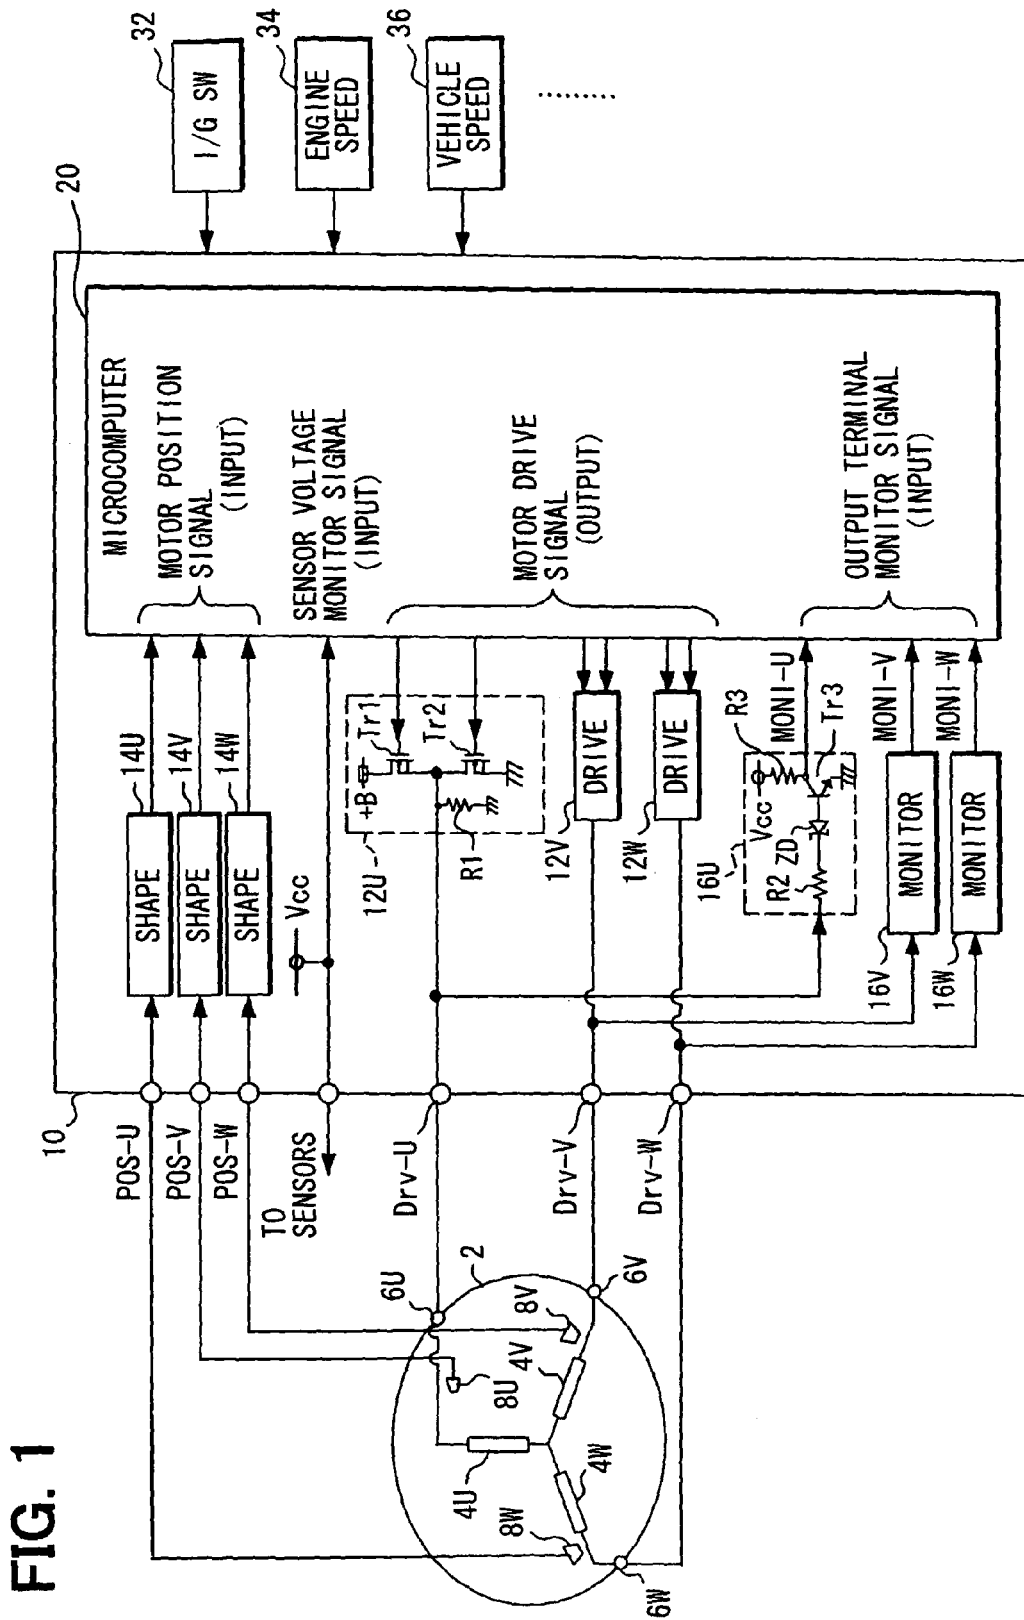 FIG. 1
10
20
32
I/G SW
34
ENGINE
SPEED
36
VEHICLE
SPEED
MICROCOMPUTER
MOTOR POSITION
SIGNAL
(INPUT)
SENSOR VOLTAGE
MONITOR SIGNAL
(INPUT)
MOTOR DRIVE
SIGNAL
(OUTPUT)
OUTPUT TERMINAL
MONITOR SIGNAL
(INPUT)
POS-U
SHAPE
14U
POS-V
SHAPE
14V
POS-W
SHAPE
14W
TO
SENSORS
Vcc
Drv-U
12U
+B
Tr1
Tr2
R1
Drv-V
12V
DRIVE
Drv-W
12W
DRIVE
16U
Vcc
R3
MONI-U
R2
ZD
Tr3
16V
MONITOR
MONI-V
16W
MONITOR
MONI-W
2
6U
6V
6W
8U
8V
8W
4U
4V
4W